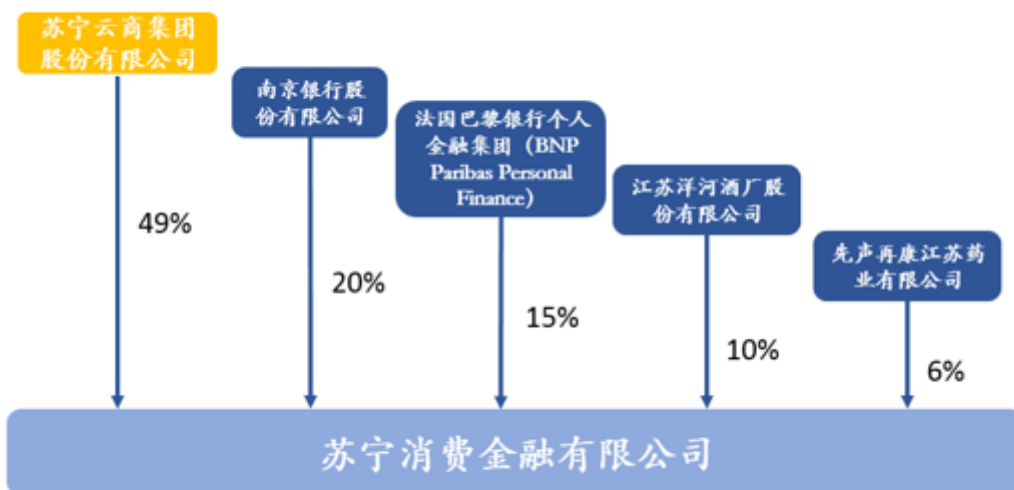 苏宁云商集团
股份有限公司
南京银行股
份有限公司
法国巴黎银行个人
金融集团（BNP
Paribas Personal
Finance）
江苏洋河酒厂股
份有限公司
先声再康江苏药
业有限公司
49%
20%
15%
10%
6%
苏宁消费金融有限公司